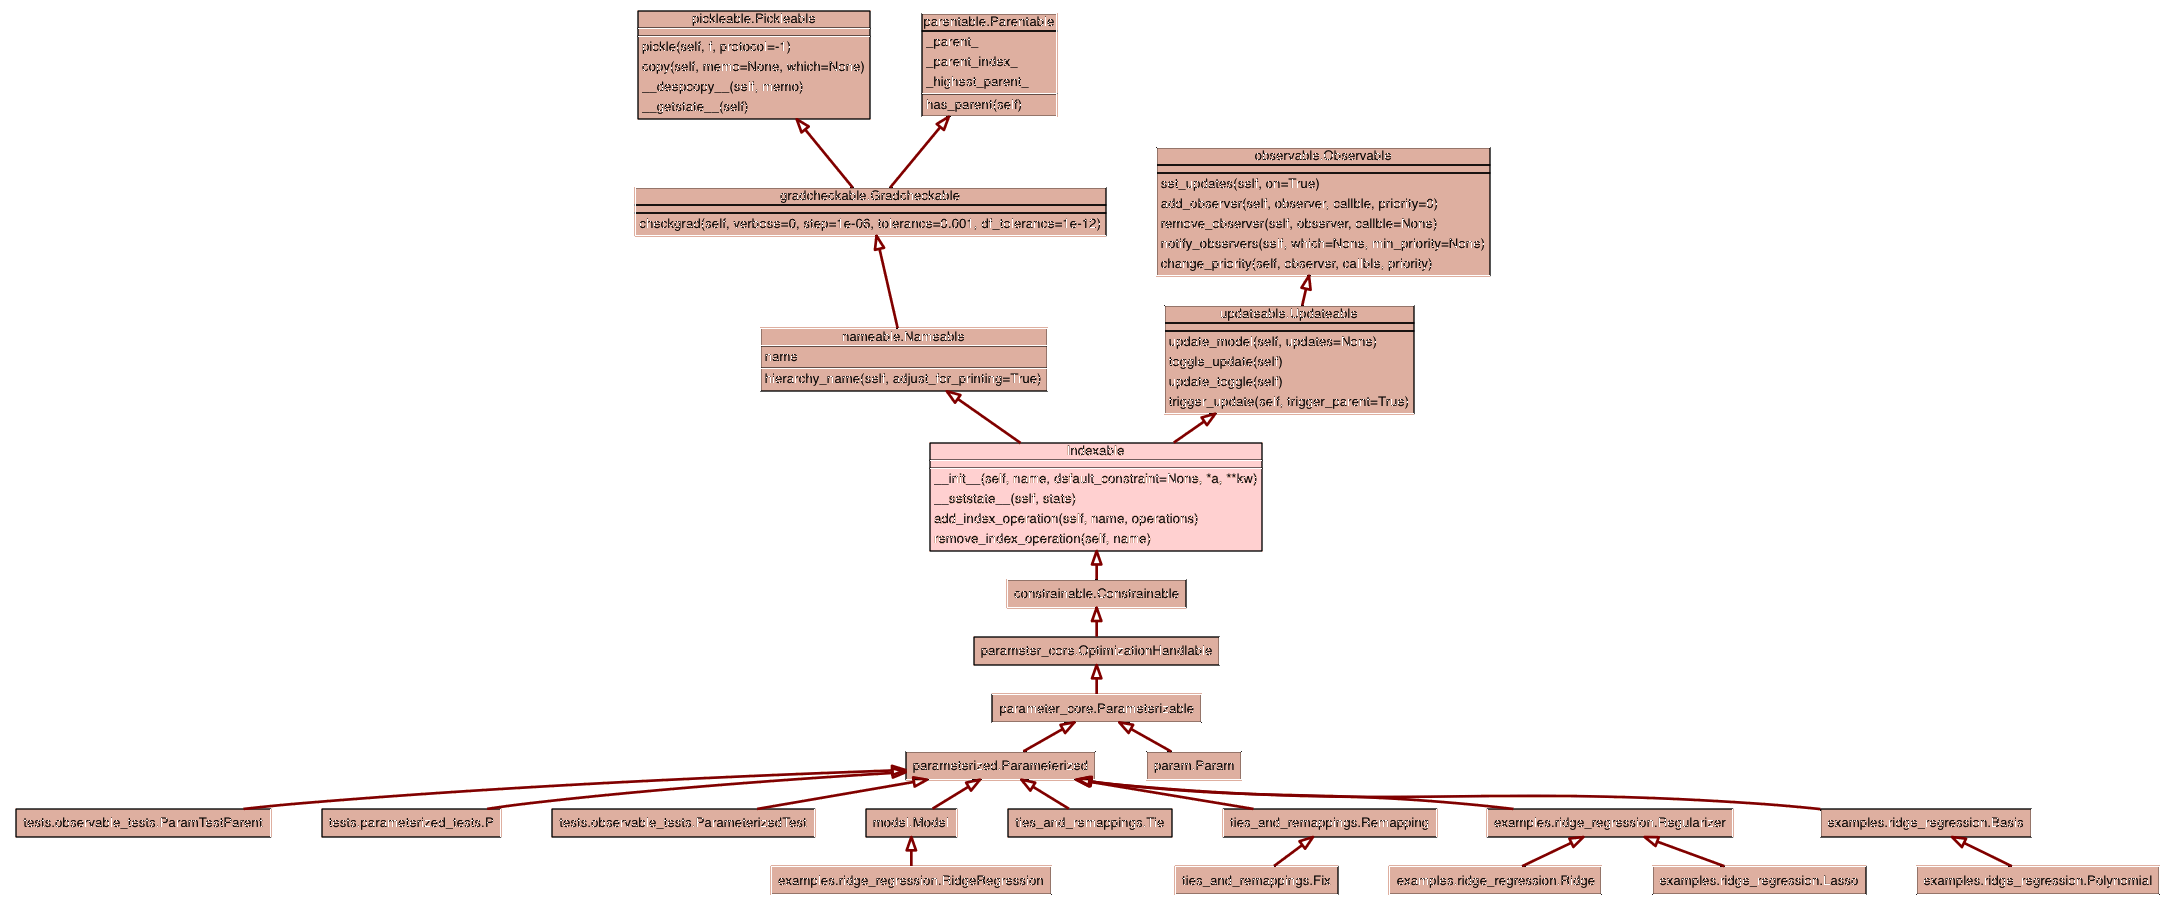 pickleable.Pickleable
pickle(self, f, protocol=-1)
copy(self, memo=None, which=None)
__deepcopy__(self, memo)
__getstate__(self)
parentable.Parentable
_parent_
_parent_index_
_highest_parent_
has_parent(self)
observable.Observable
set_updates(self, on=True)
add_observer(self, observer, callble, priority=0)
remove_observer(self, observer, callble=None)
notify_observers(self, which=None, min_priority=None)
change_priority(self, observer, callble, priority)
gradcheckable.Gradcheckable
checkgrad(self, verbose=0, step=1e-06, tolerance=0.001, df_tolerance=1e-12)
updateable.Updateable
update_model(self, updates=None)
toggle_update(self)
update_toggle(self)
trigger_update(self, trigger_parent=True)
nameable.Nameable
name
hierarchy_name(self, adjust_for_printing=True)
Indexable
__init__(self, name, default_constraint=None, *a, **kw)
__setstate__(self, state)
add_index_operation(self, name, operations)
remove_index_operation(self, name)
constrainable.Constrainable
parameter_core.OptimizationHandlable
parameter_core.Parameterizable
parameterized.Parameterized
param.Param
tests.observable_tests.ParamTestParent
tests.parameterized_tests.P
tests.observable_tests.ParameterizedTest
model.Model
ties_and_remappings.Tie
ties_and_remappings.Remapping
examples.ridge_regression.Regularizer
examples.ridge_regression.Basis
examples.ridge_regression.RidgeRegression
ties_and_remappings.Fix
examples.ridge_regression.Ridge
examples.ridge_regression.Lasso
examples.ridge_regression.Polynomial